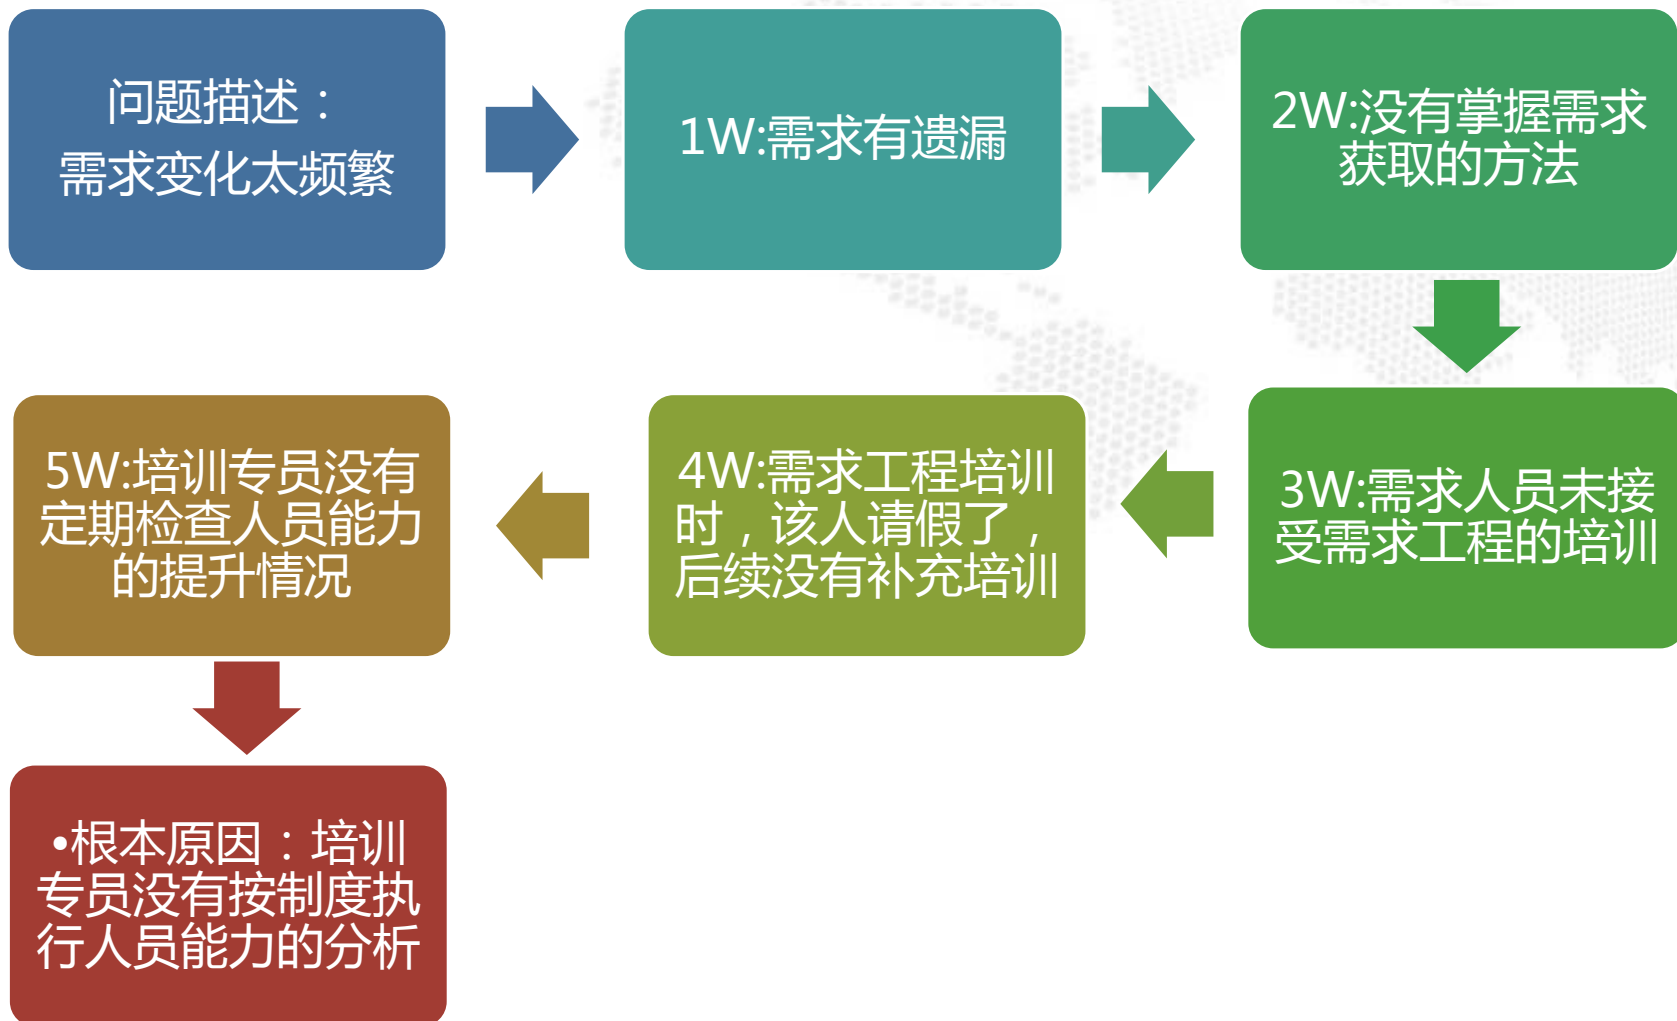 问题描述：
需求变化太频繁
1W:需求有遗漏
2W:没有掌握需求
获取的方法
3W:需求人员未接
受需求工程的培训
4W:需求工程培训
时，该人请假了，
后续没有补充培训
5W:培训专员没有
定期检查人员能力
的提升情况
•根本原因：培训
专员没有按制度执
行人员能力的分析